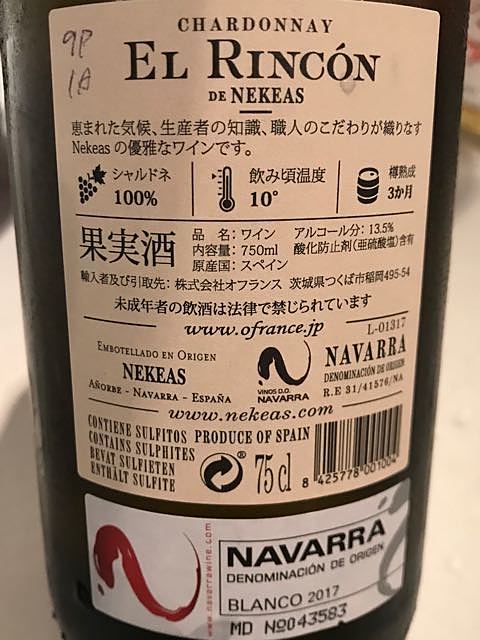 9P
1A
CHARDONNAY
EL RINCÓN
DE NEKEAS
恵まれた気候、生産者の知識、職人のこだわりが織りなす
Nekeas の優雅なワインです。
シャルドネ
100%
飲み頃温度
10°
樽熟成
3か月
果実酒
品 名：ワイン アルコール分：13.5%
内容量：750ml 酸化防止剤（亜硫酸塩）含有
原産国：スペイン
輸入者及び引取先：株式会社オフランス 茨城県つくば市稲岡495-54
未成年者の飲酒は法律で禁じられています
www.ofrance.jp
L-01317
EMBOTELLADO EN ORIGEN
NEKEAS
AÑORBE - NAVARRA - ESPAÑA
VINOS D.O.
NAVARRA
NAVARRA
DENOMINACIÓN DE ORIGEN
R.E 31/41576/NA
www.nekeas.com
CONTIENE SULFITOS
CONTAINS SULPHITES
BEVAT SULFIETEN
ENTHÄLT SULFITE
PRODUCE OF SPAIN
®
75 cl
8 425778 001004
NAVARRA
DENOMINACIÓN DE ORIGEN
BLANCO 2017
MD Nº043583